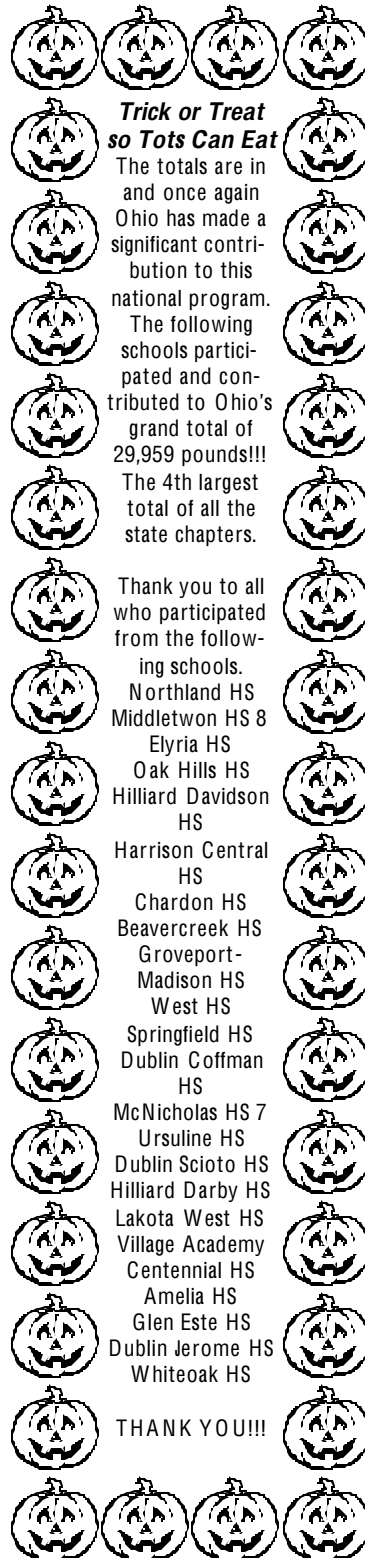 Trick or Treat
so Tots Can Eat
The totals are in
and once again
Ohio has made a
significant contri-
bution to this
national program.
The following
schools partici-
pated and con-
tributed to Ohio's
grand total of
29,959 pounds!!!
The 4th largest
total of all the
state chapters.
Thank you to all
who participated
from the follow-
ing schools.
Northland HS
Middletwon HS 8
Elyria HS
Oak Hills HS
Hilliard Davidson
HS
Harrison Central
HS
Chardon HS
Beavercreek HS
Groveport-
Madison HS
West HS
Springfield HS
Dublin Coffman
HS
McNicholas HS 7
Ursuline HS
Dublin Scioto HS
Hilliard Darby HS
Lakota West HS
Village Academy
Centennial HS
Amelia HS
Glen Este HS
Dublin Jerome HS
Whiteoak HS
THANK YOU!!!